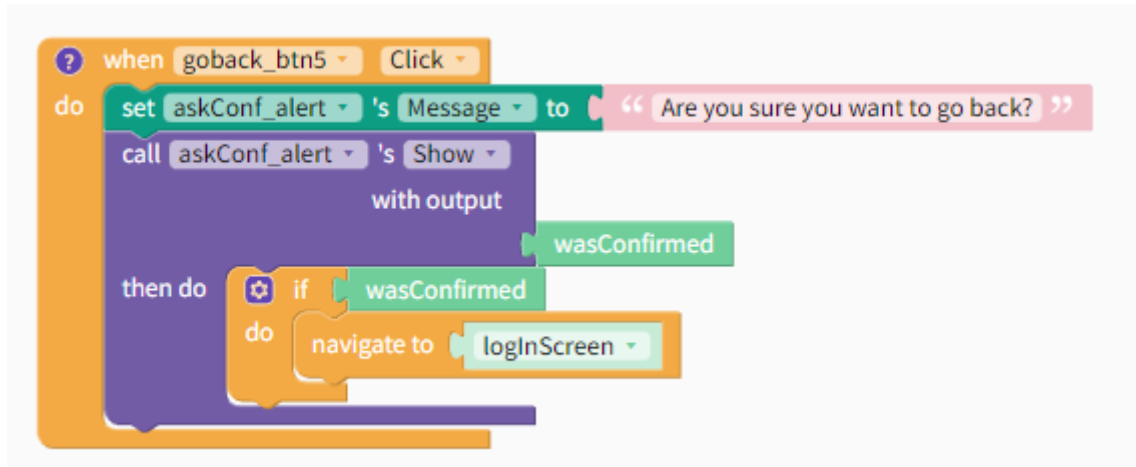 ? when goback_btn5 Click
do set askConf_alert 's Message to “ Are you sure you want to go back? ”
call askConf_alert 's Show
with output
wasConfirmed
then do if wasConfirmed
do navigate to logInScreen